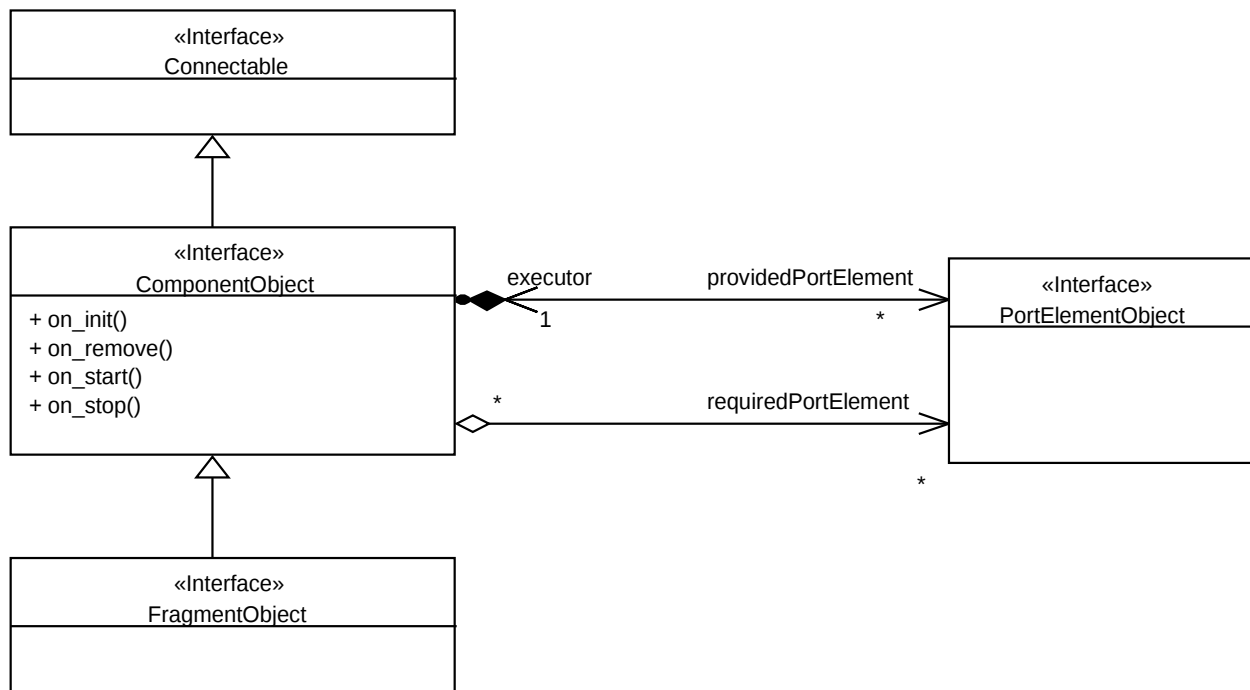 «Interface»
Connectable
«Interface»
ComponentObject
+ on_init()
+ on_remove()
+ on_start()
+ on_stop()
executor
1
providedPortElement
*
*
requiredPortElement
*
«Interface»
PortElementObject
«Interface»
FragmentObject